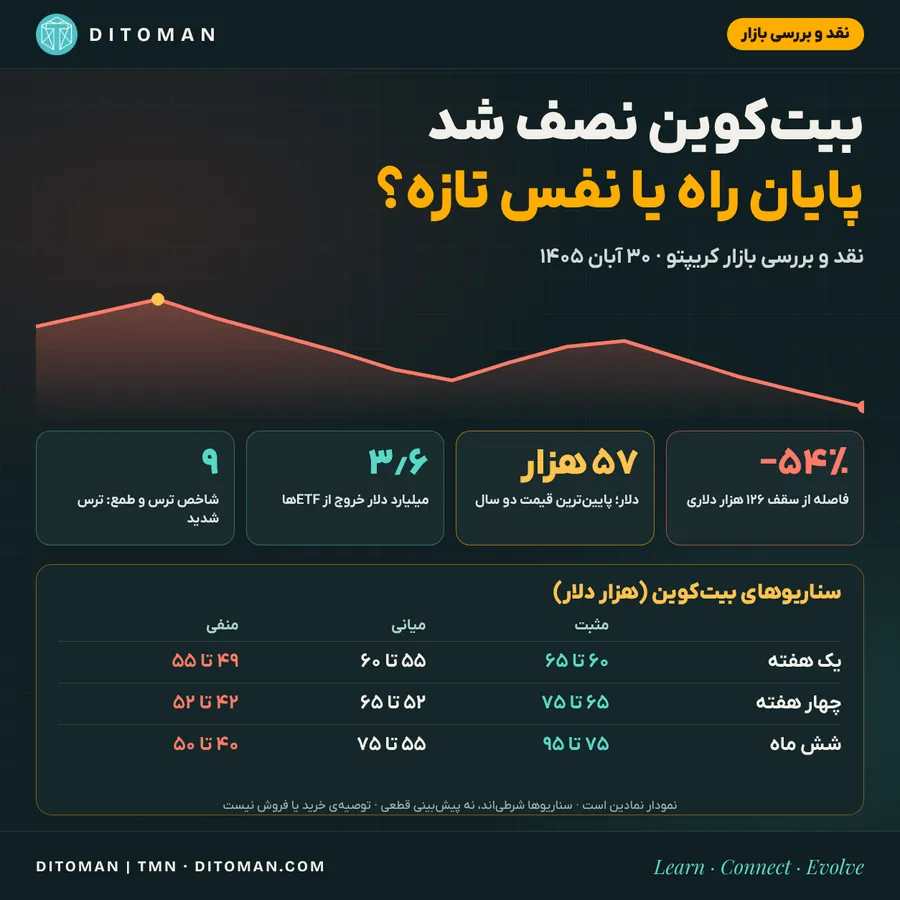 DITOMAN
نقد و بررسی بازار
بیت‌کوین نصف شد
پایان راه یا نفس تازه؟
نقد و بررسی بازار کریپتو · ۳۰ آبان ۱۴۰۵
−۵۴٪
فاصله از سقف ۱۲۶ هزار دلاری
۵۷ هزار
دلار؛ پایین‌ترین قیمت دو سال
۳٫۶
میلیارد دلار خروج از ETFها
۹
شاخص ترس و طمع: ترس
شدید
سناریوهای بیت‌کوین (هزار دلار)
مثبت میانی منفی
یک هفته ۶۰ تا ۶۵ ۵۵ تا ۶۰ ۴۹ تا ۵۵
چهار هفته ۶۵ تا ۷۵ ۵۲ تا ۶۵ ۴۲ تا ۵۲
شش ماه ۷۵ تا ۹۵ ۵۵ تا ۷۵ ۴۰ تا ۵۰
نمودار نمادین است · سناریوها شرطی‌اند، نه پیش‌بینی قطعی · توصیه‌ی خرید یا فروش نیست
DITOMAN | TMN · DITOMAN.COM
Learn · Connect · Evolve